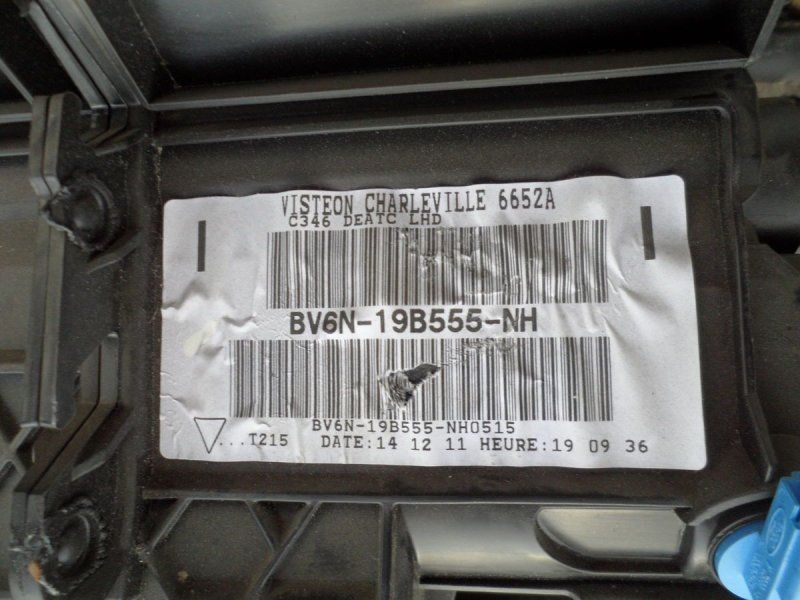 VISTEON CHARLEVILLE 6652A
C346 DEATC LHD
BV6N-19B555-NH
BV6N-19B555-NH0515
...T215 DATE:14 12 11 HEURE:19 09 36